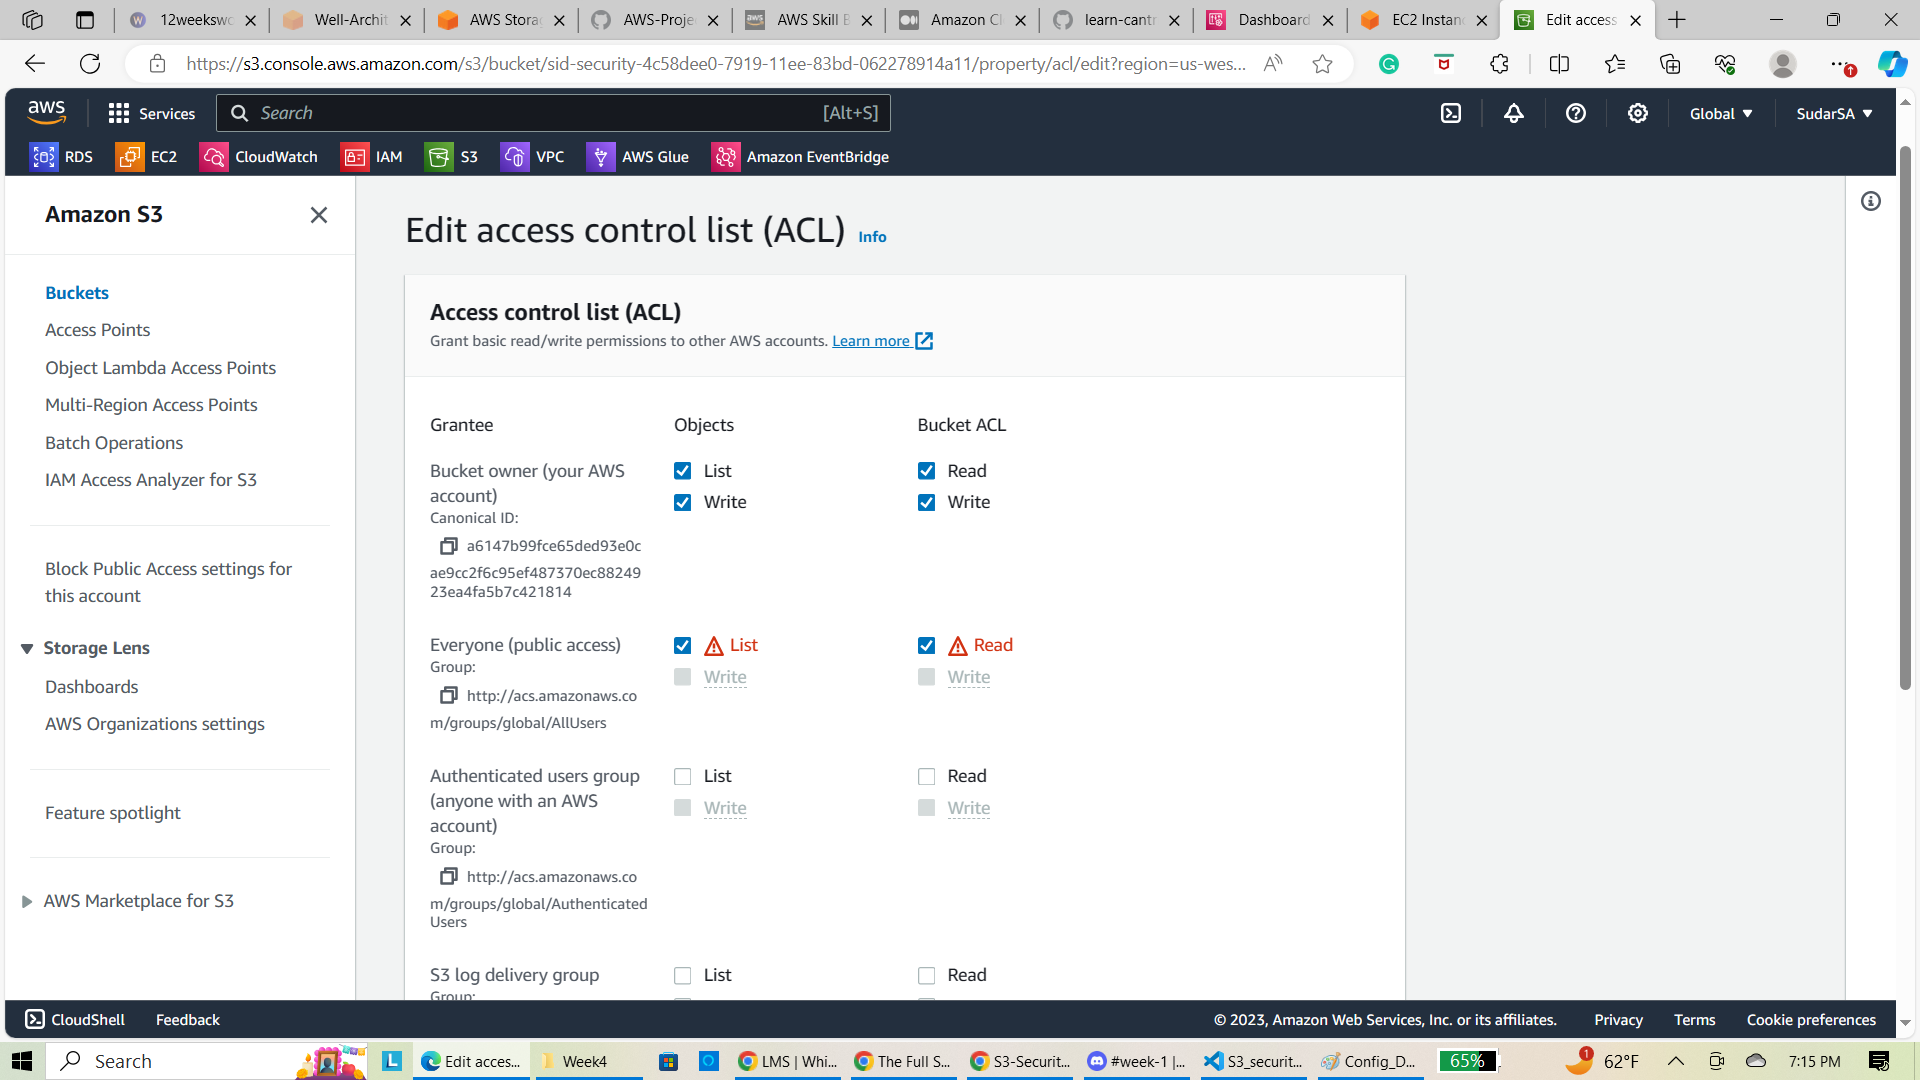 12weekswo
Well-Archit
AWS Storag
AWS-Projec
AWS Skill B
Amazon Cl
learn-cantr
Dashboard
EC2 Instanc
Edit access
https://s3.console.aws.amazon.com/s3/bucket/sid-security-4c58dee0-7919-11ee-83bd-062278914a11/property/acl/edit?region=us-wes...
aws
Services
Search
[Alt+S]
Global
SudarSA
RDS
EC2
CloudWatch
IAM
S3
VPC
AWS Glue
Amazon EventBridge
Amazon S3
Buckets
Access Points
Object Lambda Access Points
Multi-Region Access Points
Batch Operations
IAM Access Analyzer for S3
Block Public Access settings for
this account
Storage Lens
Dashboards
AWS Organizations settings
Feature spotlight
AWS Marketplace for S3
Edit access control list (ACL) Info
Access control list (ACL)
Grant basic read/write permissions to other AWS accounts. Learn more
Grantee Objects Bucket ACL
Bucket owner (your AWS
account)
Canonical ID:
a6147b99fce65ded93e0c
ae9cc2f6c95ef487370ec88249
23ea4fa5b7c421814
List
Write
Read
Write
Everyone (public access)
Group:
http://acs.amazonaws.co
m/groups/global/AllUsers
List
Write
Read
Write
Authenticated users group
(anyone with an AWS
account)
Group:
http://acs.amazonaws.co
m/groups/global/Authenticated
Users
List
Write
Read
Write
S3 log delivery group
Group:
List
Read
CloudShell
Feedback
© 2023, Amazon Web Services, Inc. or its affiliates.
Privacy
Terms
Cookie preferences
Search
Edit acces...
Week4
LMS | Whi...
The Full S...
S3-Securit...
#week-1 |...
S3_securit...
Config_D...
65%
1
62°F
7:15 PM